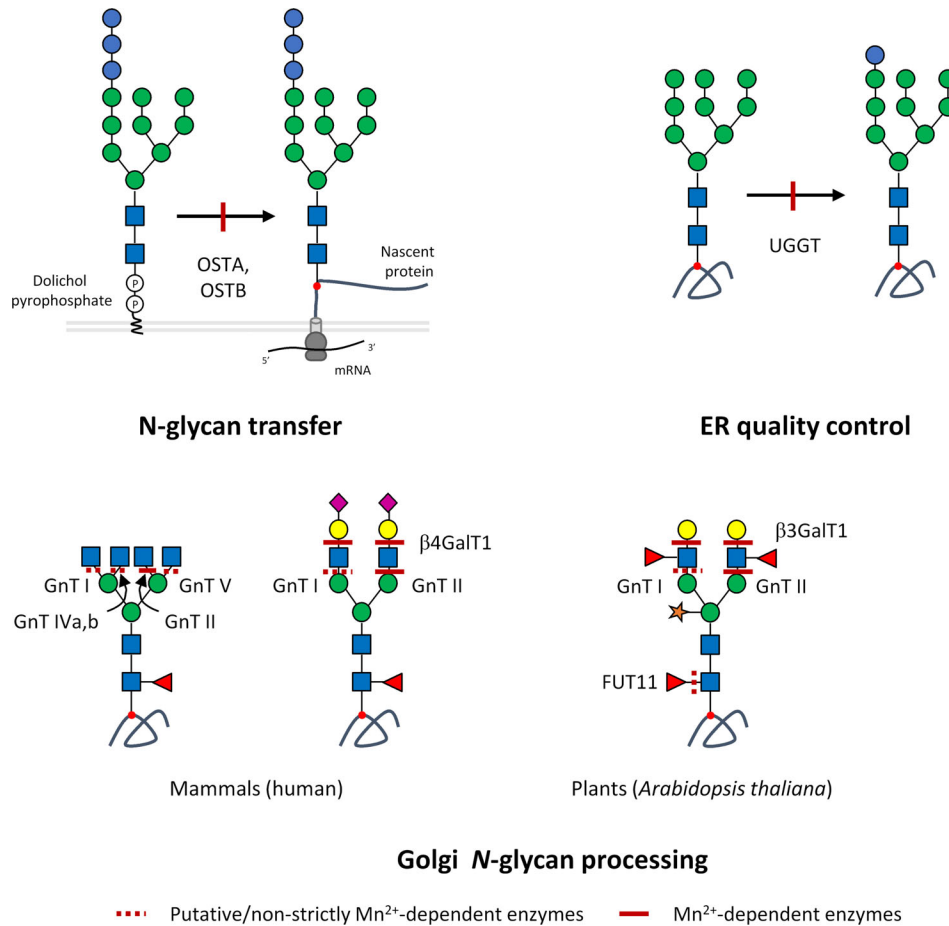 OSTA,
OSTB
Dolichol
pyrophosphate
P
P
Nascent
protein
5’
3’
mRNA
UGGT
N-glycan transfer
ER quality control
GnT I
GnT V
GnT IVa,b
GnT II
β4GalT1
GnT I
GnT II
β3GalT1
GnT I
GnT II
FUT11
Mammals (human)
Plants (Arabidopsis thaliana)
Golgi N-glycan processing
Putative/non-strictly Mn²⁺-dependent enzymes
Mn²⁺-dependent enzymes